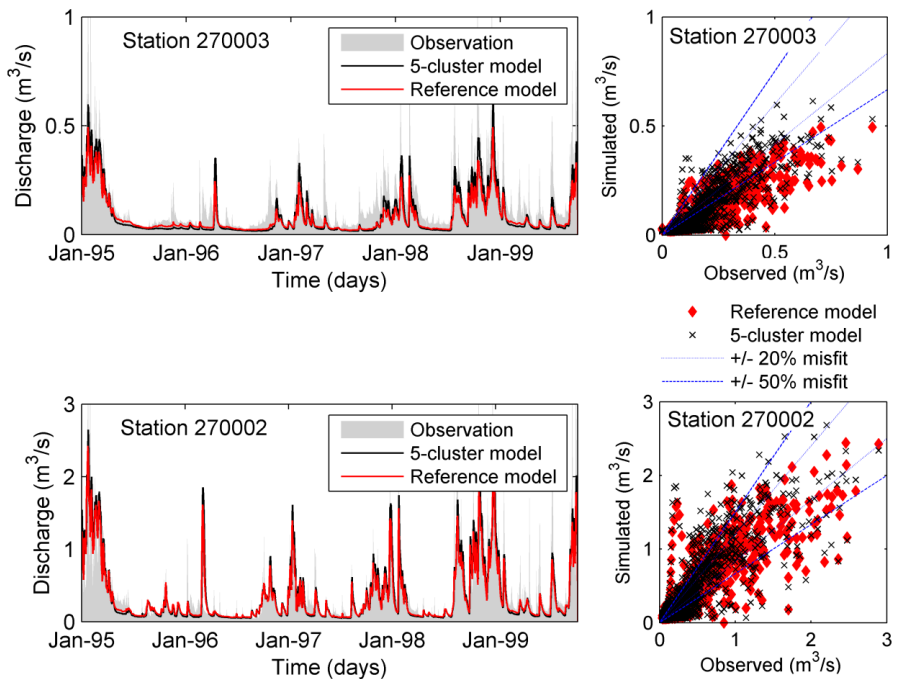 1
0.5
0
Discharge (m3/s)
Station 270003
Observation
5-cluster model
Reference model
Jan-95 Jan-96 Jan-97 Jan-98 Jan-99
Time (days)
1
0.5
0
Simulated (m3/s)
Station 270003
0 0.5 1
Observed (m3/s)
Reference model
5-cluster model
+/- 20% misfit
+/- 50% misfit
3
2
1
0
Discharge (m3/s)
Station 270002
Observation
5-cluster model
Reference model
Jan-95 Jan-96 Jan-97 Jan-98 Jan-99
Time (days)
3
2
1
0
Simulated (m3/s)
Station 270002
0 1 2 3
Observed (m3/s)